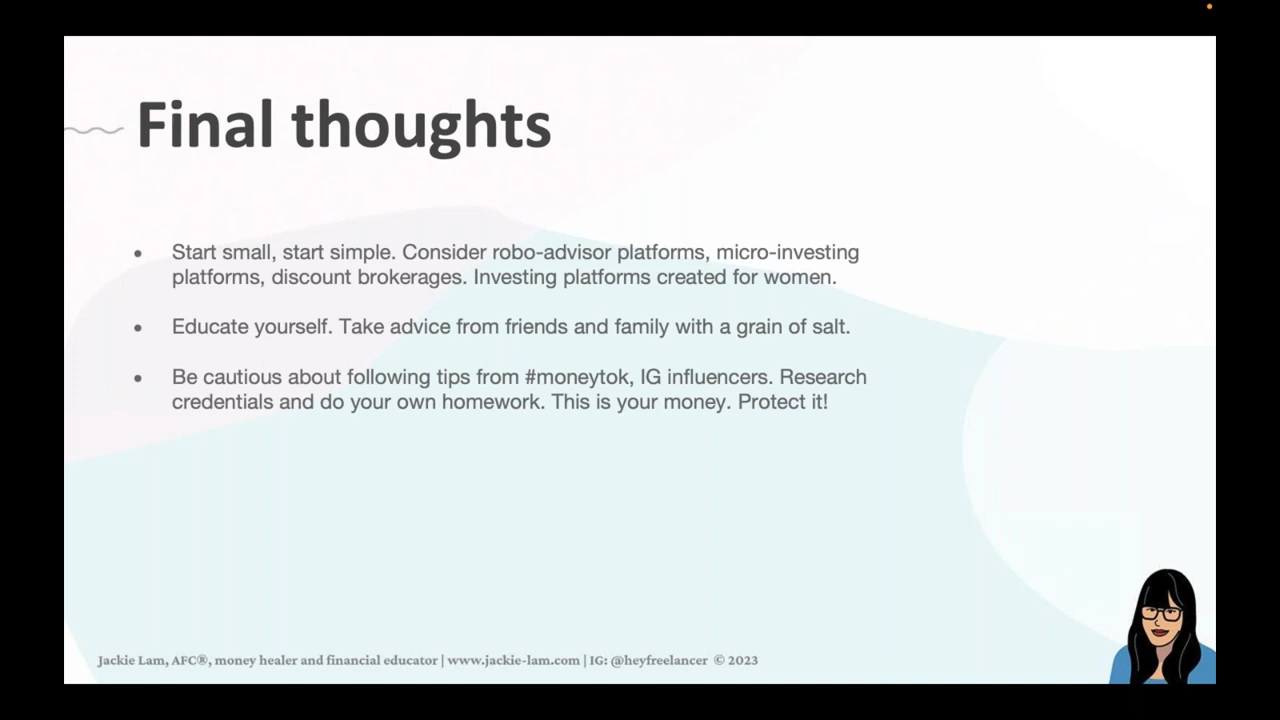 Final thoughts
• Start small, start simple. Consider robo-advisor platforms, micro-investing
platforms, discount brokerages. Investing platforms created for women.
• Educate yourself. Take advice from friends and family with a grain of salt.
• Be cautious about following tips from #moneytok, IG influencers. Research
credentials and do your own homework. This is your money. Protect it!
Jackie Lam, AFC®, money healer and financial educator | www.jackie-lam.com | IG: @heyfreelancer © 2023